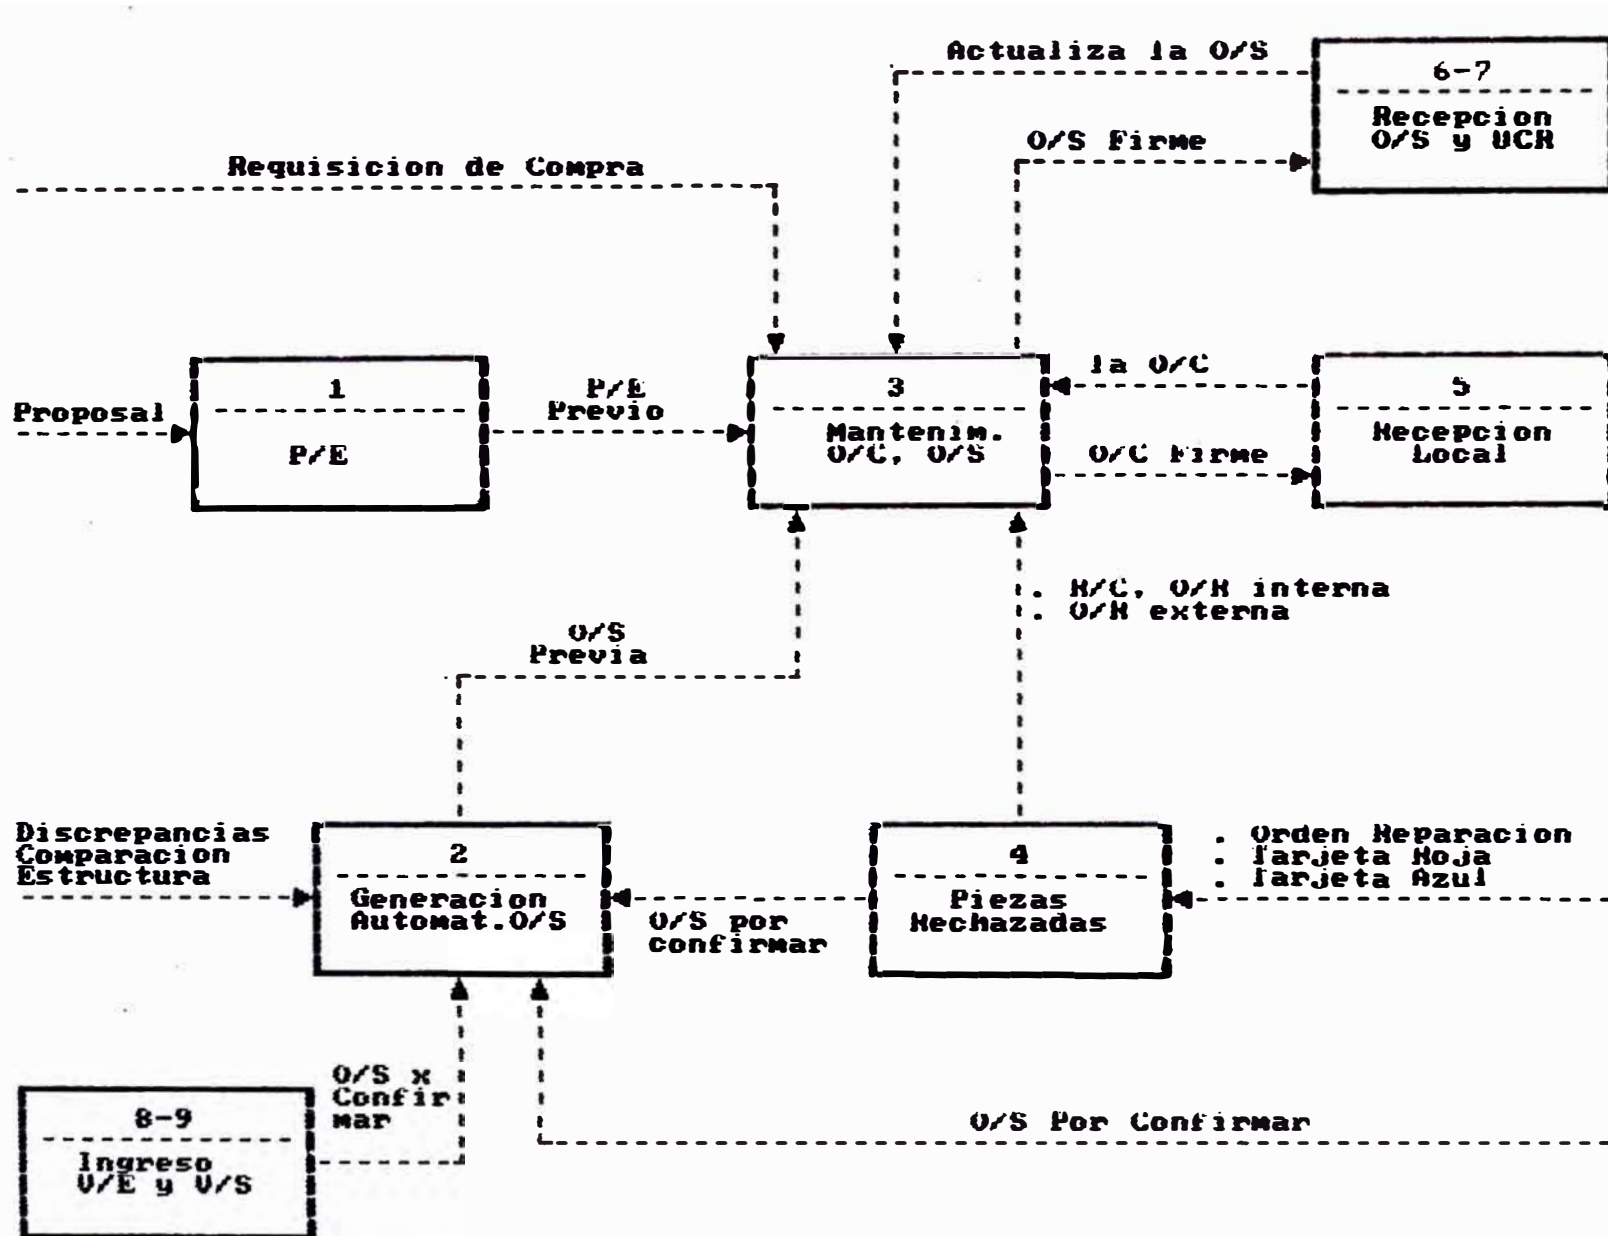 Actualiza la O/S
6-7
Recepcion
O/S y UCR
O/S Firme
Requisicion de Compra
Proposal
1
P/E
P/E
Previo
3
Mantenim.
O/C, O/S
la O/C
O/C Firme
5
Recepcion
Local
. R/C, O/R interna
. O/R externa
O/S
Previa
Discrepancias
Comparacion
Estructura
2
Generacion
Automat.O/S
O/S por
confirmar
4
Piezas
Rechazadas
. Orden Reparacion
. Tarjeta Roja
. Tarjeta Azul
O/S x
Confir
mar
8-9
Ingreso
V/E y V/S
O/S Por Confirmar